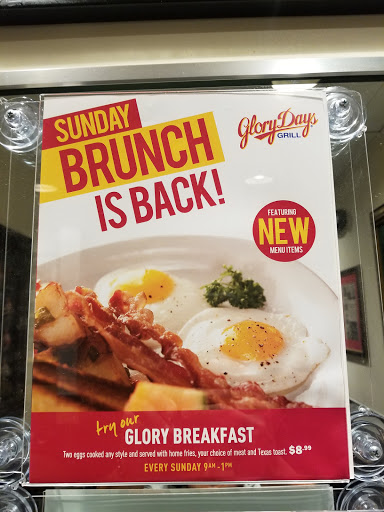 SUNDAY
BRUNCH
IS BACK!
Glory Days
GRILL
FEATURING
NEW
MENU ITEMS
try our
GLORY BREAKFAST
Two eggs cooked any style and served with home fries, your choice of meat and Texas toast. $8.99
EVERY SUNDAY 9AM-1PM